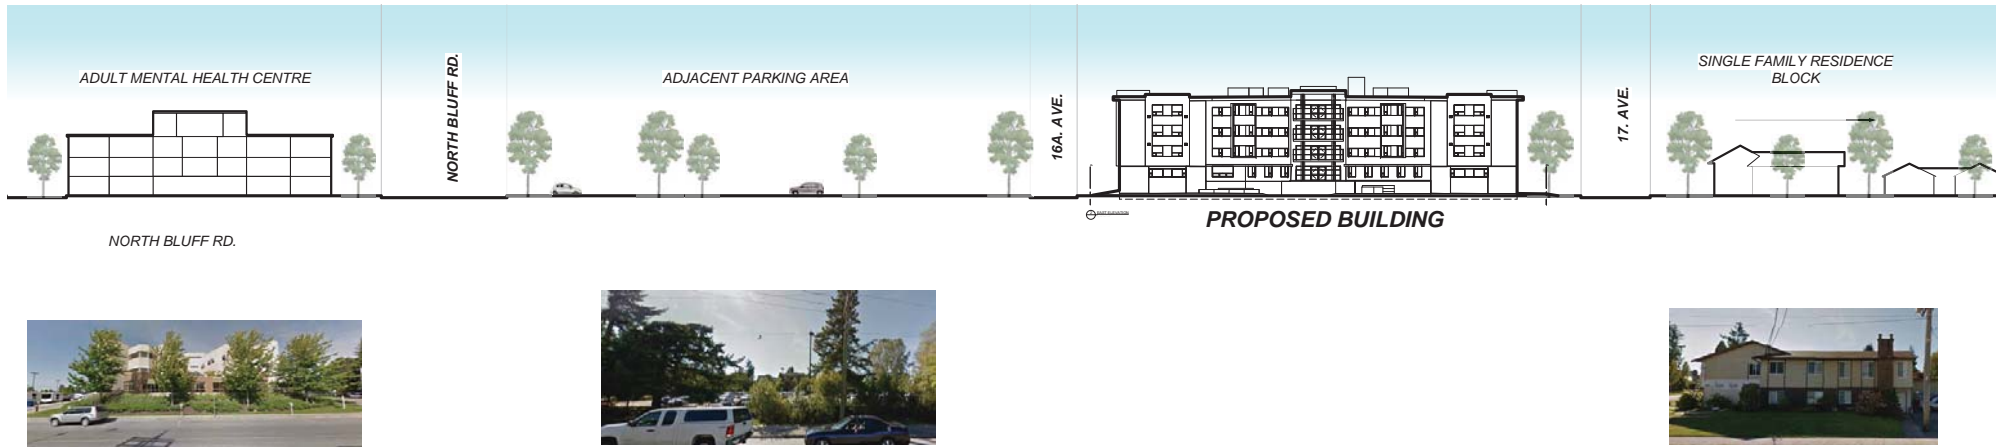 ADULT MENTAL HEALTH CENTRE
NORTH BLUFF RD.
ADJACENT PARKING AREA
16A. AVE.
17. AVE.
SINGLE FAMILY RESIDENCE
BLOCK
PROPOSED BUILDING
NORTH BLUFF RD.